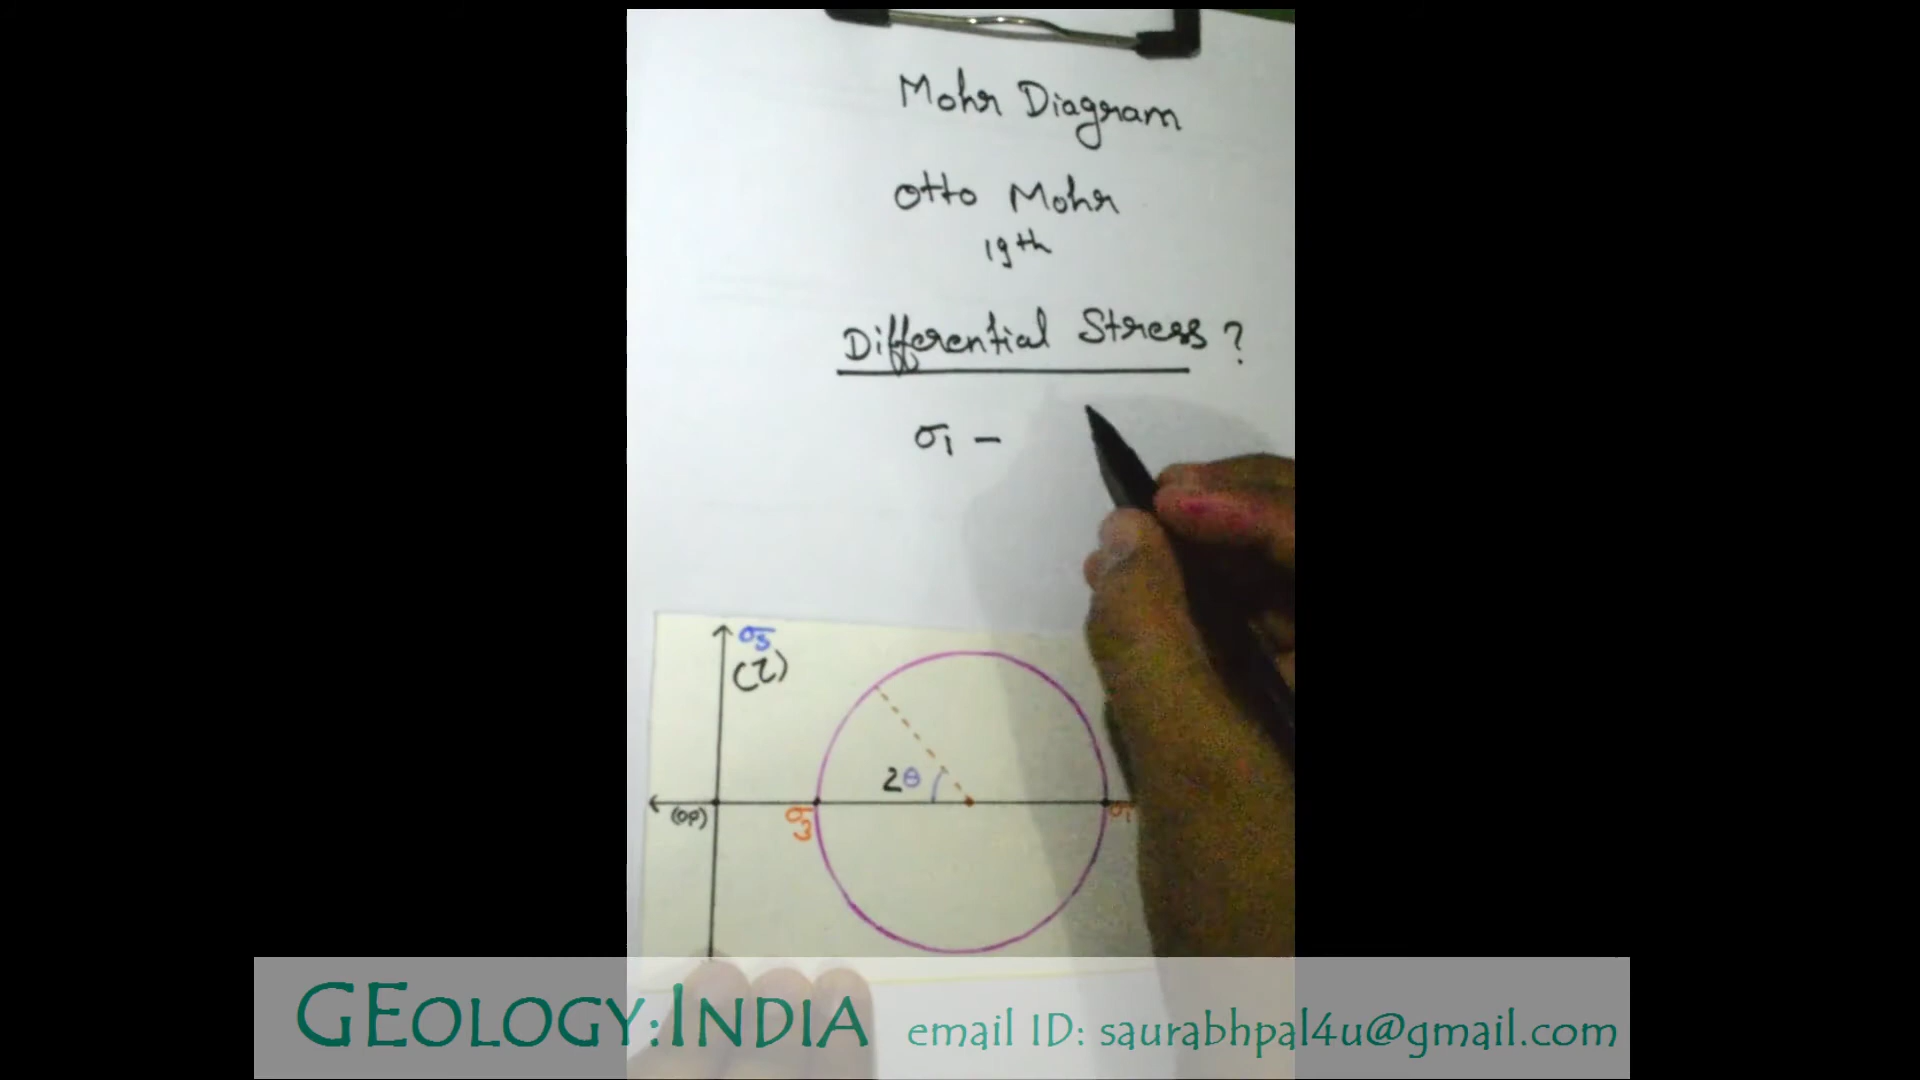 Mohr Diagram
Otto Mohr
19th
Differential Stress ?
σ1 –
σs
(τ)
2θ
(op)
σ3
σ1
GEOLOGY:INDIA email ID: saurabhpal4u@gmail.com